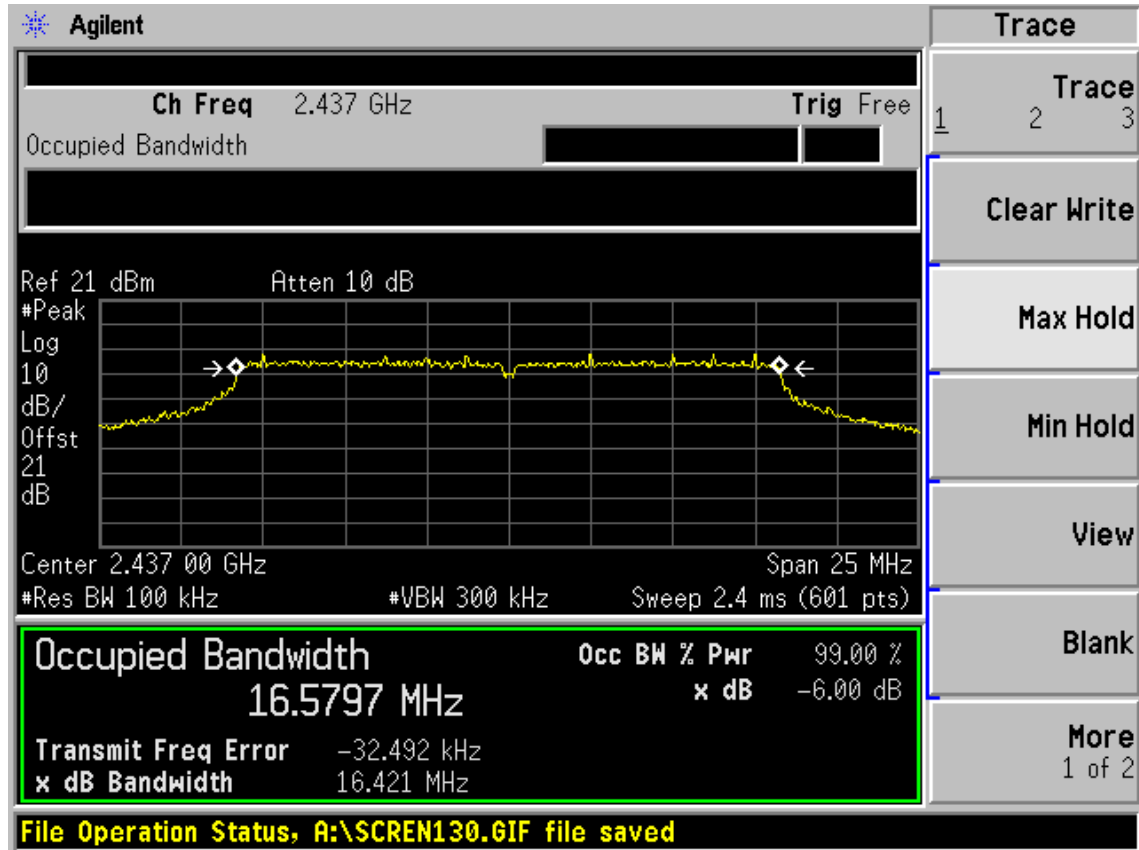 Agilent
Trace
Ch Freq 2.437 GHz Trig Free
Occupied Bandwidth
Trace
1 2 3
Clear Write
Max Hold
Min Hold
View
Blank
More
1 of 2
Ref 21 dBm Atten 10 dB
#Peak
Log
10
dB/
Offst
21
dB
Center 2.437 00 GHz Span 25 MHz
#Res BW 100 kHz #VBW 300 kHz Sweep 2.4 ms (601 pts)
Occupied Bandwidth
16.5797 MHz
Occ BW % Pwr 99.00 %
x dB -6.00 dB
Transmit Freq Error -32.492 kHz
x dB Bandwidth 16.421 MHz
File Operation Status, A:\SCREN130.GIF file saved